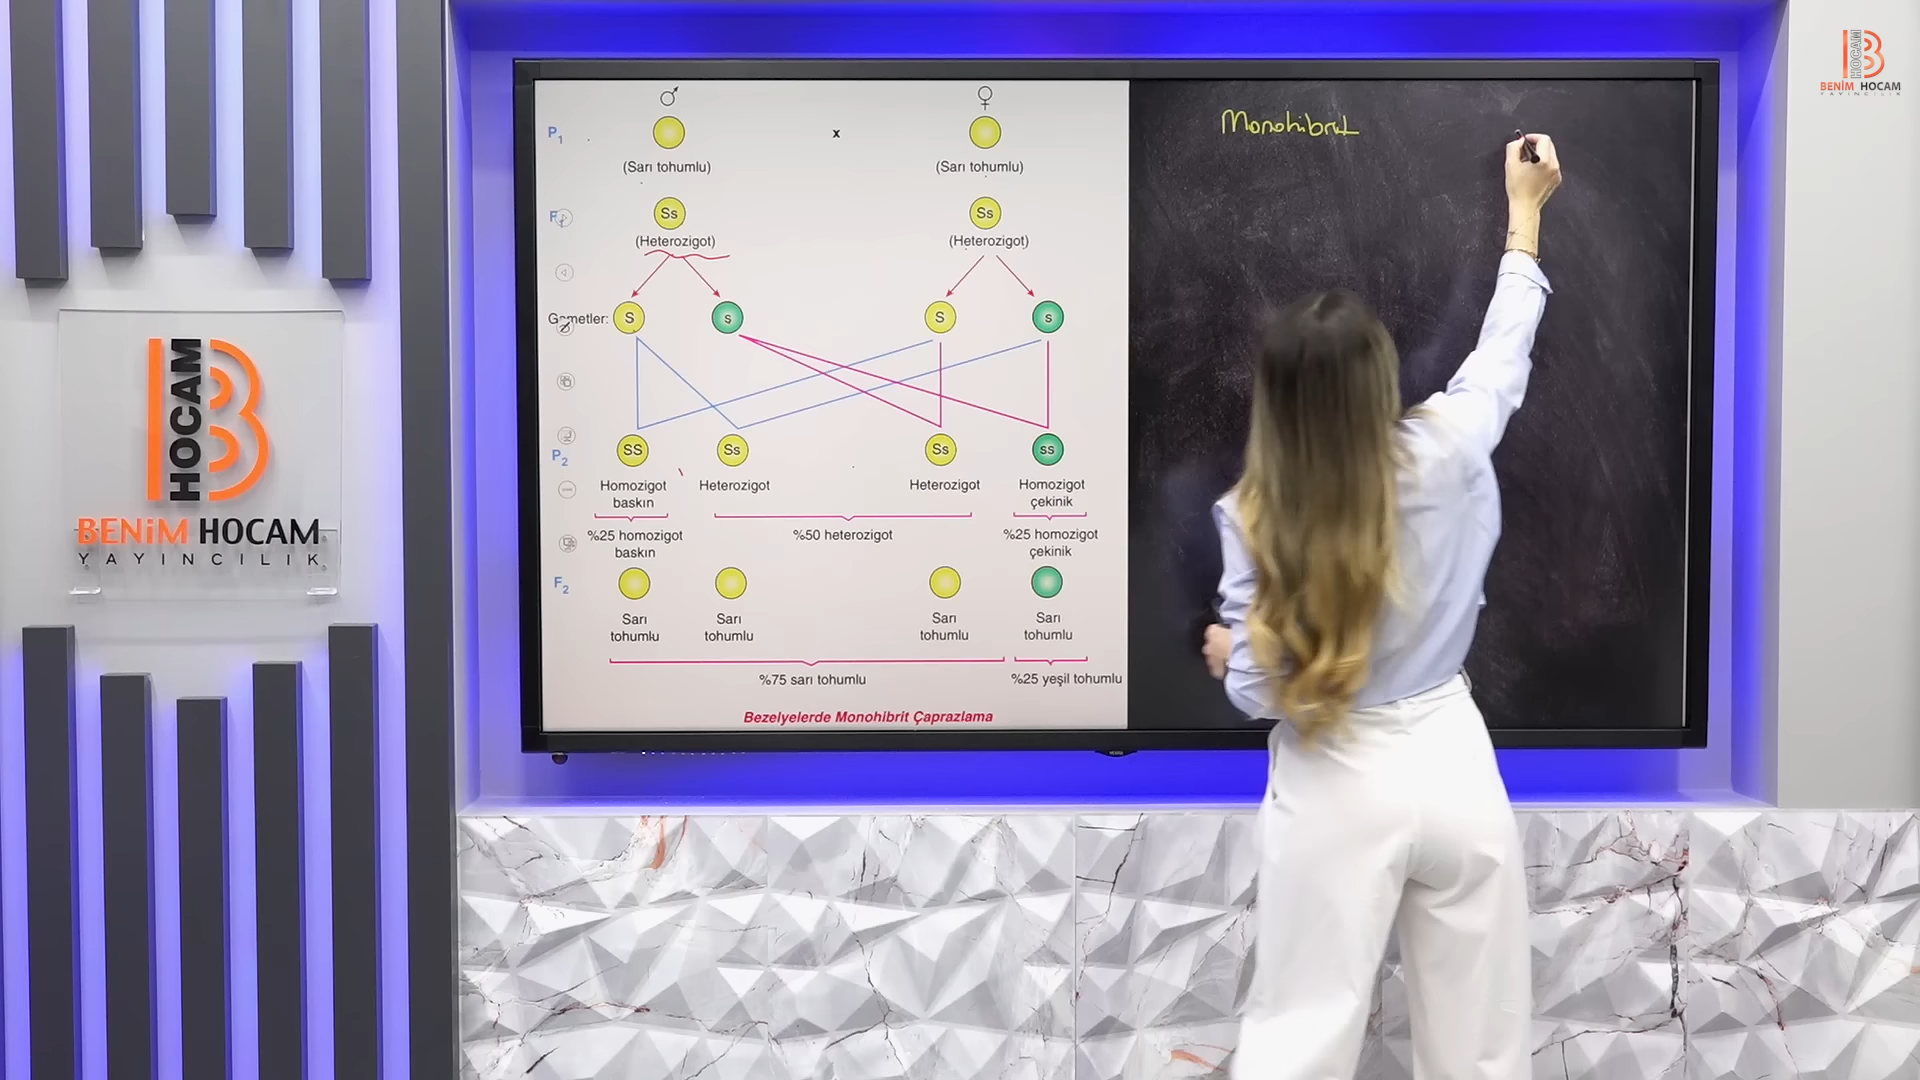 BENİM HOCAM
YAYINCILIK
HOCAM
BENİM HOCAM
YAYINCILIK
P1
x
(Sarı tohumlu)
(Sarı tohumlu)
Ss
Ss
(Heterozigot)
(Heterozigot)
Gametler:
S
s
S
s
P2
SS
Ss
Ss
ss
Homozigot
baskın
Heterozigot
Heterozigot
Homozigot
çekinik
%25 homozigot
baskın
%50 heterozigot
%25 homozigot
çekinik
F2
Sarı
tohumlu
Sarı
tohumlu
Sarı
tohumlu
Sarı
tohumlu
%75 sarı tohumlu
%25 yeşil tohumlu
Bezelyelerde Monohibrit Çaprazlama
Monohibrit